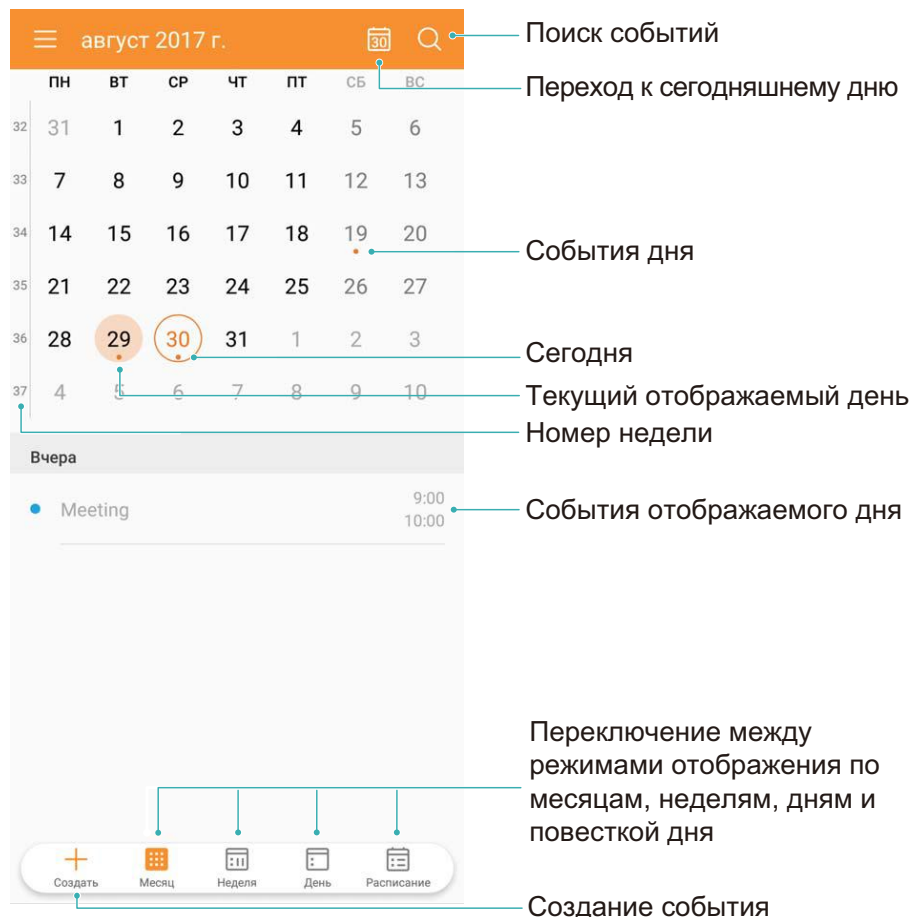 август 2017 г.
30
Поиск событий
Переход к сегодняшнему дню
ПН ВТ СР ЧТ ПТ СБ ВС
32 31 1 2 3 4 5 6
33 7 8 9 10 11 12 13
34 14 15 16 17 18 19 20
События дня
35 21 22 23 24 25 26 27
36 28 29 30 31 1 2 3
Сегодня
37 4 5 6 7 8 9 10
Текущий отображаемый день
Номер недели
Вчера
Meeting
9:00
10:00
События отображаемого дня
Переключение между
режимами отображения по
месяцам, неделям, дням и
повесткой дня
Создать Месяц Неделя День Расписание
Создание события